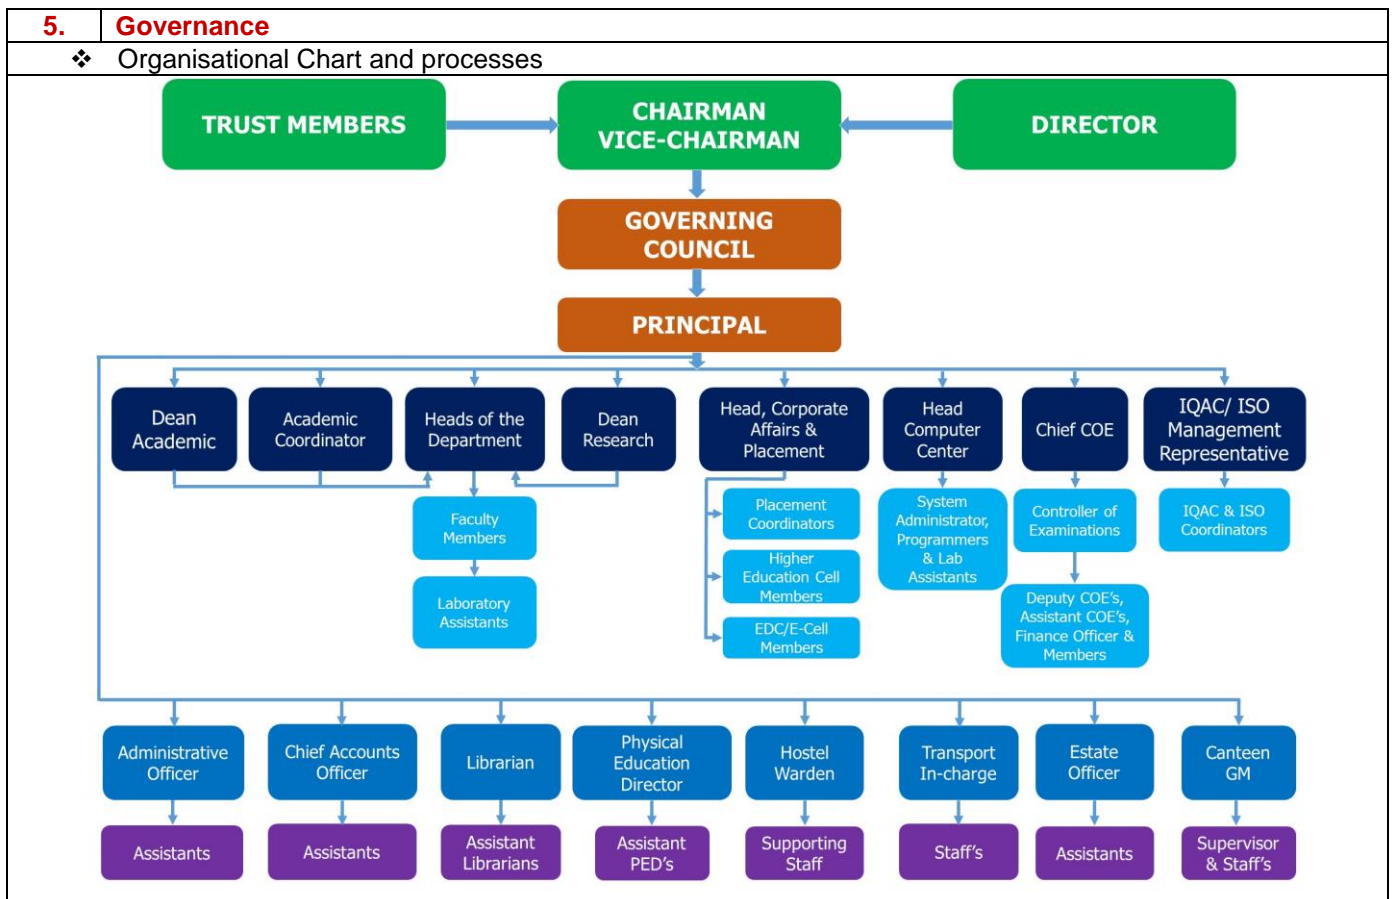 5. Governance
❖ Organisational Chart and processes
TRUST MEMBERS
CHAIRMAN
VICE-CHAIRMAN
DIRECTOR
GOVERNING
COUNCIL
PRINCIPAL
Dean
Academic
Academic
Coordinator
Heads of the
Department
Dean
Research
Head, Corporate
Affairs &
Placement
Head
Computer
Center
Chief COE
IQAC/ ISO
Management
Representative
Faculty
Members
Laboratory
Assistants
Placement
Coordinators
Higher
Education Cell
Members
EDC/E-Cell
Members
System
Administrator,
Programmers
& Lab
Assistants
Controller of
Examinations
Deputy COE's,
Assistant COE's,
Finance Officer &
Members
IQAC & ISO
Coordinators
Administrative
Officer
Chief Accounts
Officer
Librarian
Physical
Education
Director
Hostel
Warden
Transport
In-charge
Estate
Officer
Canteen
GM
Assistants
Assistants
Assistant
Librarians
Assistant
PED's
Supporting
Staff
Staff's
Assistants
Supervisor
& Staff's